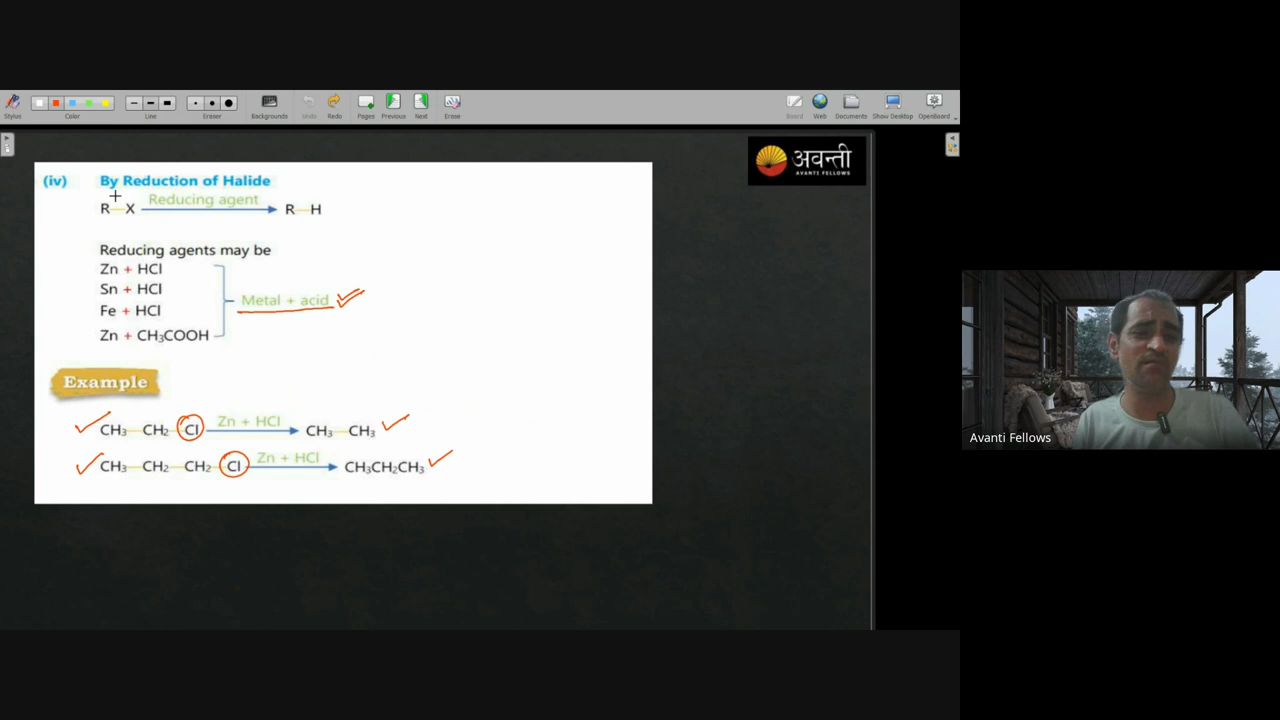 Stylus
Color
Line
Eraser
Backgrounds
Undo
Redo
Pages
Previous
Next
Erase
Board
Web
Documents
Show Desktop
OpenBoard
अवन्ती
AVANTI FELLOWS
(iv) By Reduction of Halide
R—X Reducing agent R—H
Reducing agents may be
Zn + HCl
Sn + HCl
Fe + HCl
Zn + CH₃COOH
Metal + acid
Example
CH₃—CH₂—Cl Zn + HCl CH₃—CH₃
CH₃—CH₂—CH₂—Cl Zn + HCl CH₃CH₂CH₃
Avanti Fellows